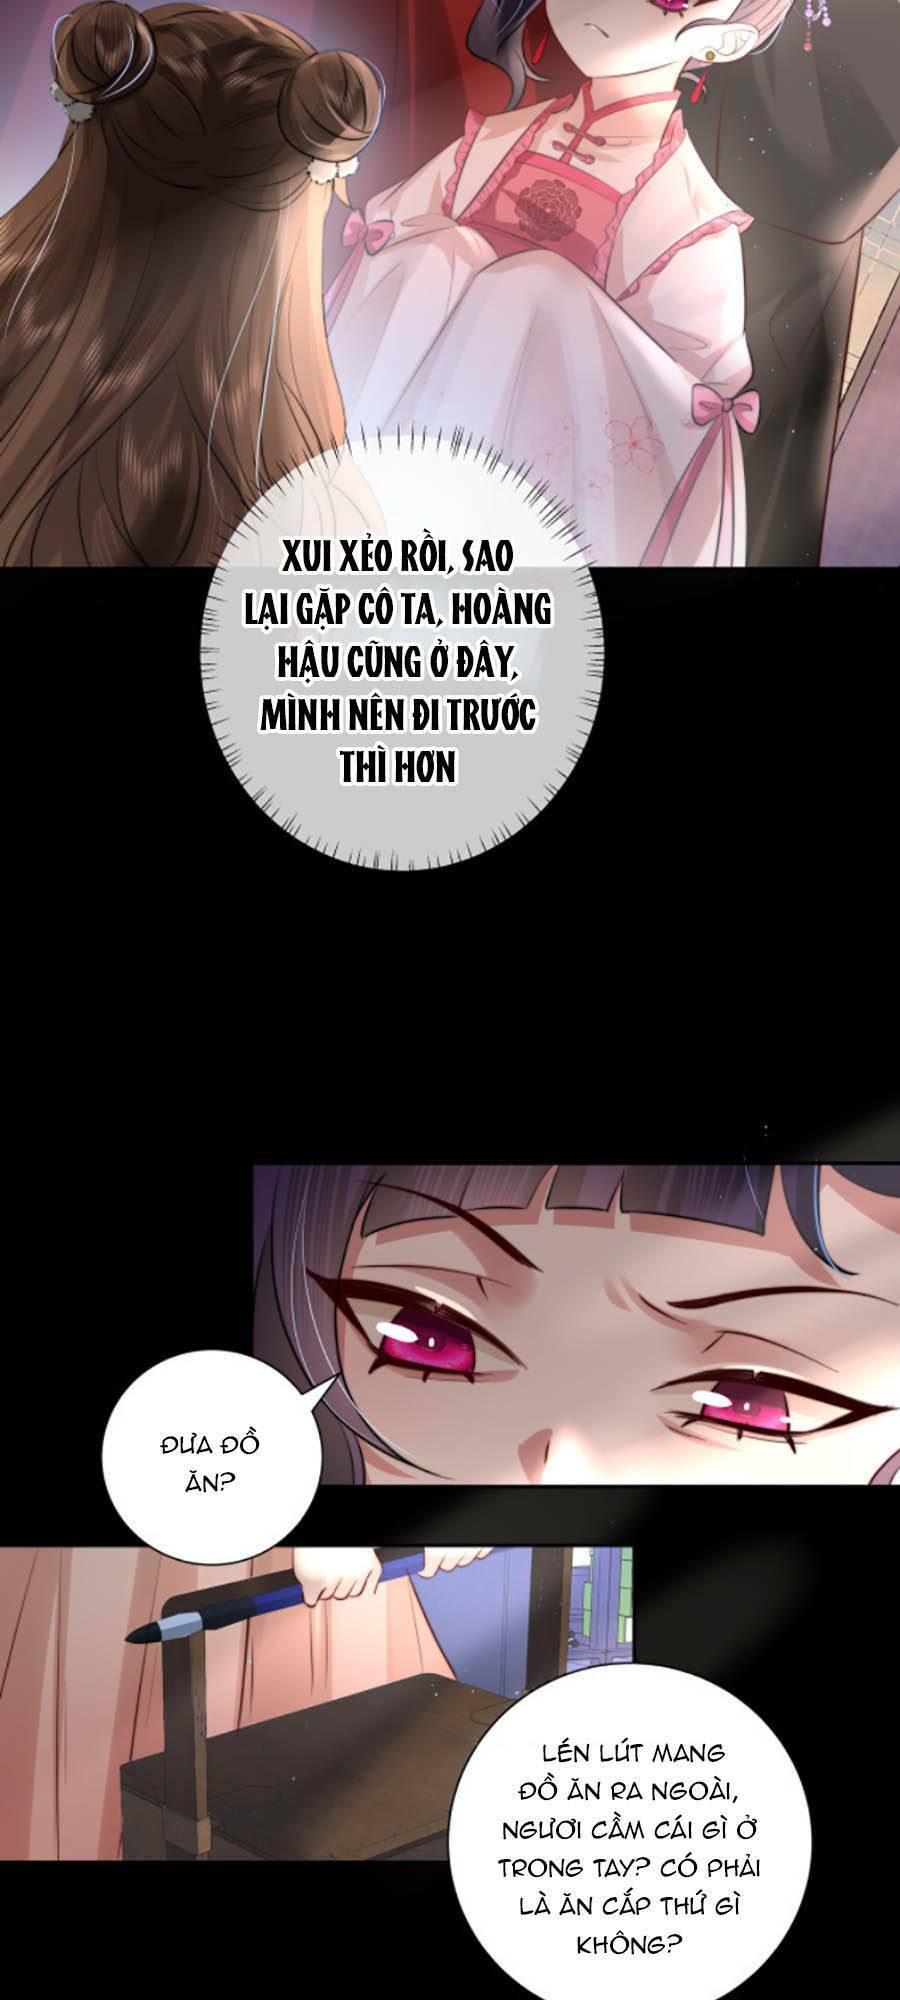 XUI XẺO RỒI, SAO
LẠI GẶP CÔ TA, HOÀNG
HẬU CŨNG Ở ĐÂY,
MÌNH NÊN ĐI TRƯỚC
THÌ HƠN
ĐƯA ĐỒ
ĂN?
LÉN LÚT MANG
ĐỒ ĂN RA NGOÀI,
NGƯƠI CẦM CÁI GÌ Ở
TRONG TAY? CÓ PHẢI
LÀ ĂN CẮP THỨ GÌ
KHÔNG?